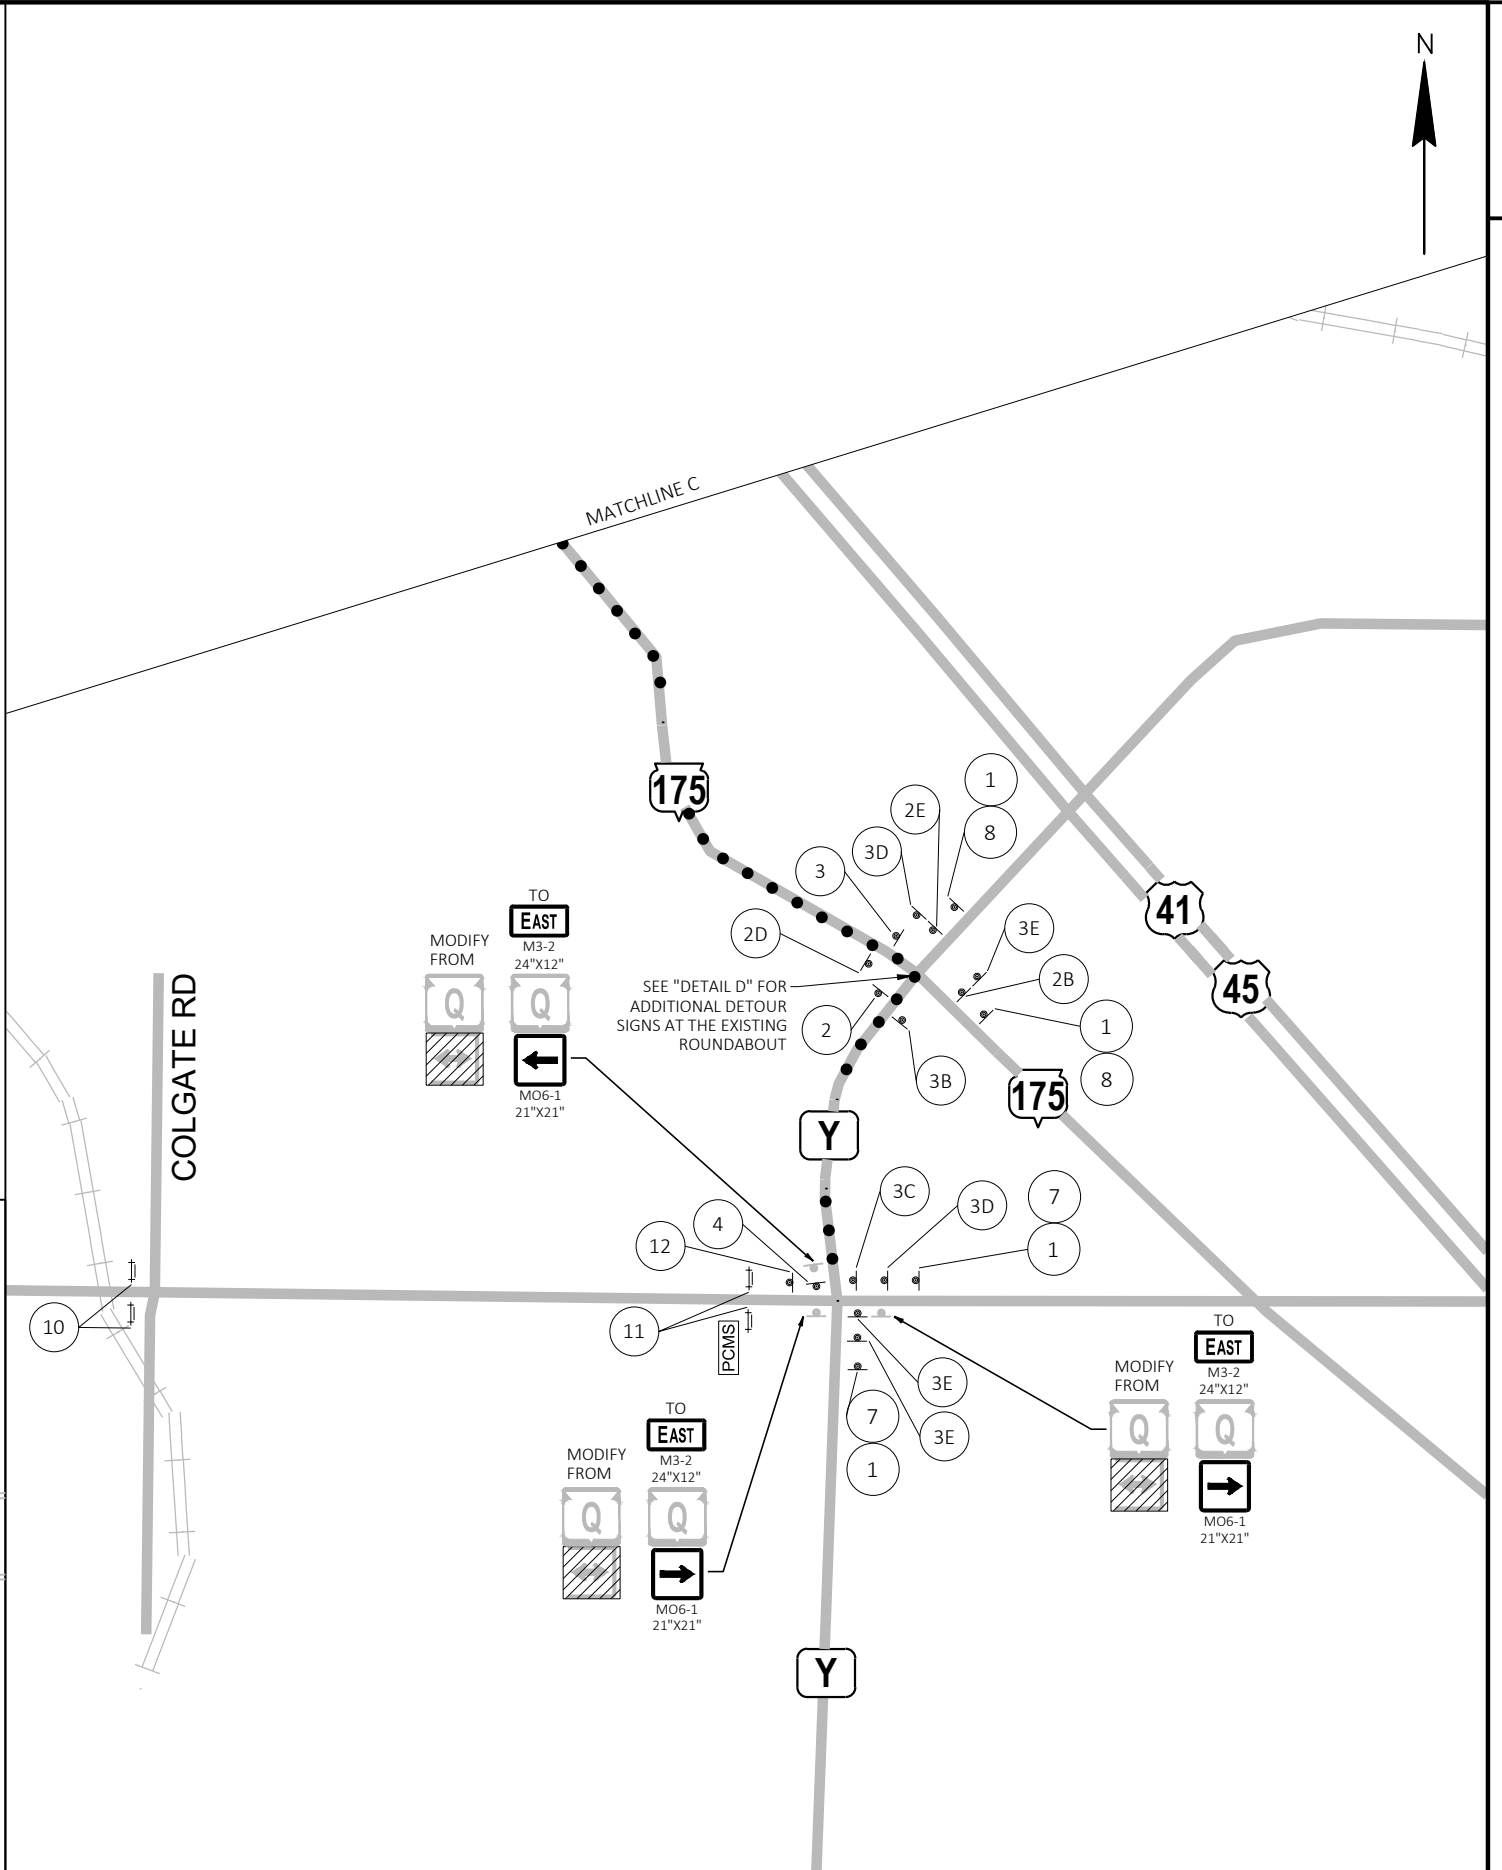 N
MATCHLINE C
175
1
2E
8
3D
3
TO
EAST
M3-2
24"X12"
MODIFY
FROM
Q
Q
MO6-1
21"X21"
2D
3E
2B
41
45
SEE "DETAIL D" FOR
ADDITIONAL DETOUR
SIGNS AT THE EXISTING
ROUNDABOUT
2
1
8
3B
175
COLGATE RD
Y
3C
3D
7
1
4
12
10
11
PCMS
3E
3E
7
1
TO
EAST
M3-2
24"X12"
MODIFY
FROM
Q
Q
MO6-1
21"X21"
TO
EAST
M3-2
24"X12"
MODIFY
FROM
Q
Q
MO6-1
21"X21"
Y